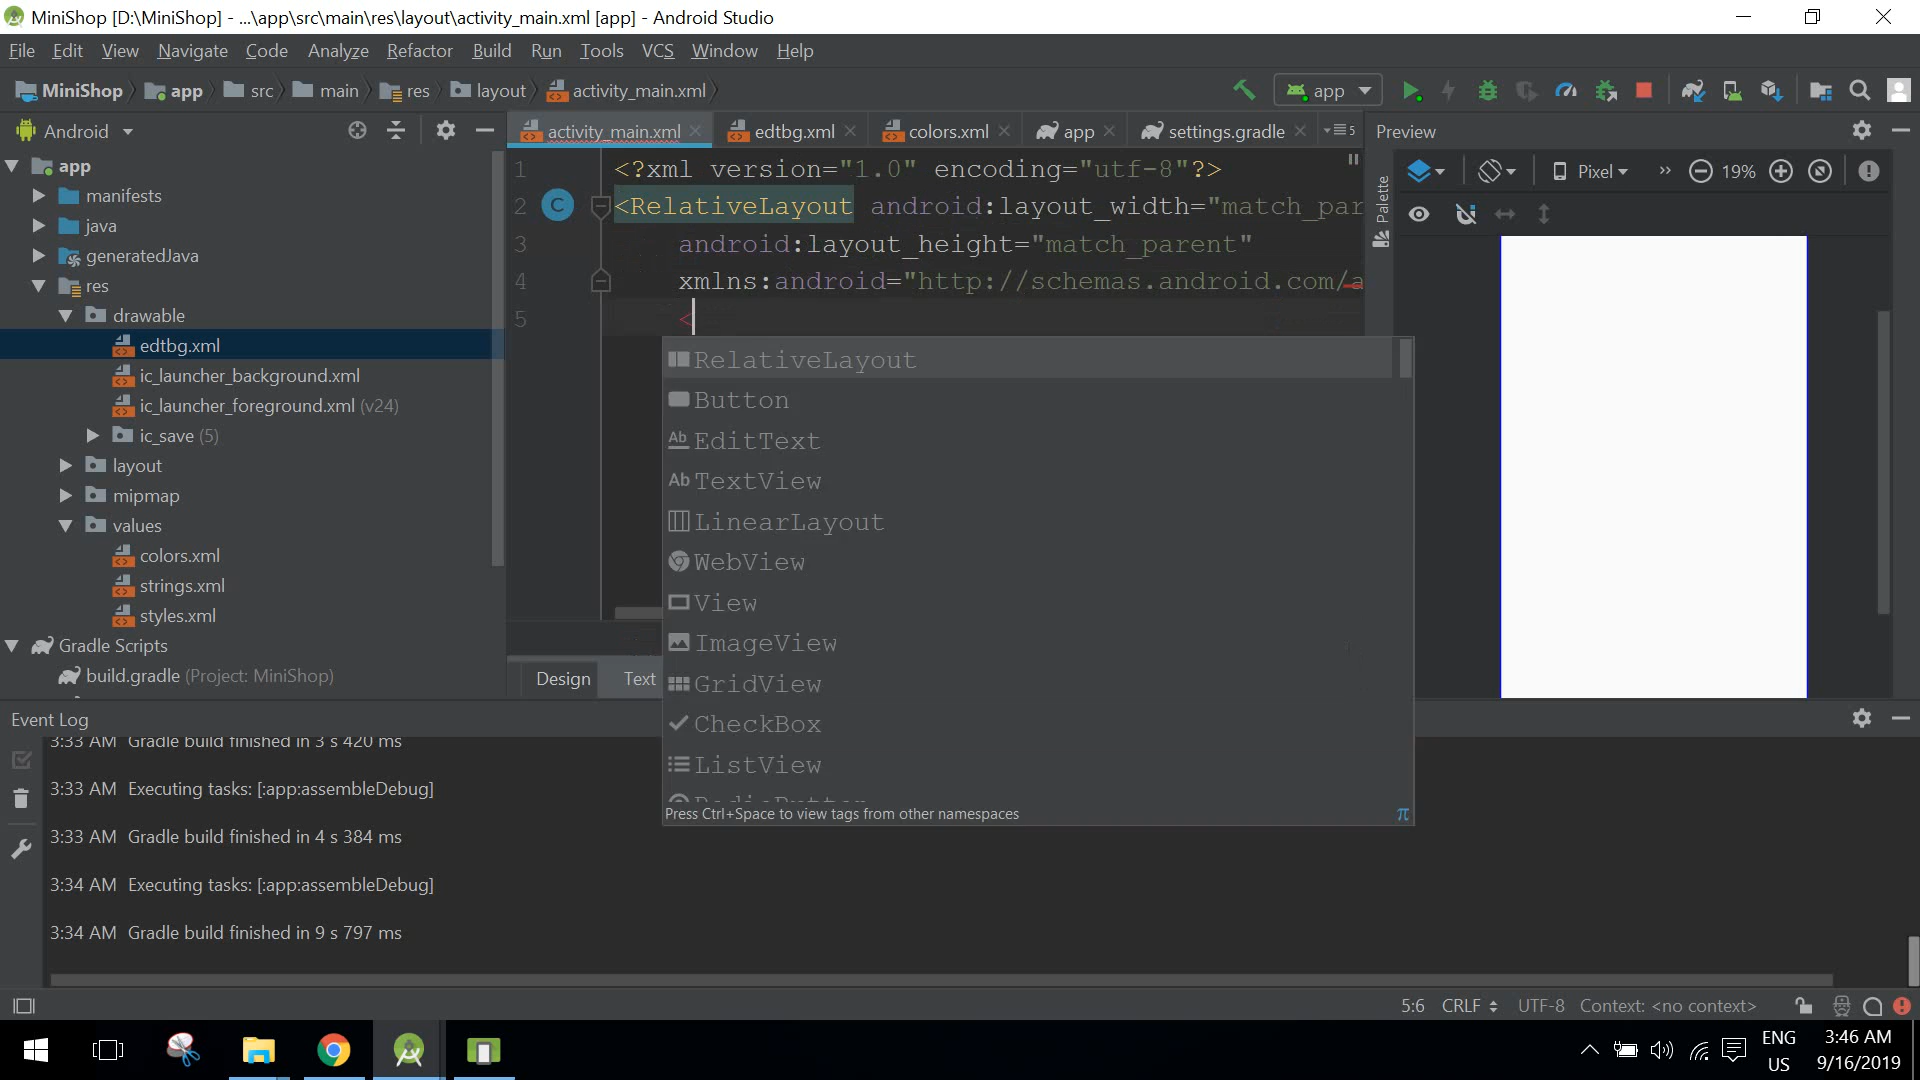 MiniShop [D:\MiniShop] - ...\app\src\main\res\layout\activity_main.xml [app] - Android Studio
File Edit View Navigate Code Analyze Refactor Build Run Tools VCS Window Help
MiniShop app src main res layout activity_main.xml app
Android activity_main.xml edtbg.xml colors.xml app settings.gradle 5 Preview
app
manifests
java
generatedJava
res
drawable
edtbg.xml
ic_launcher_background.xml
ic_launcher_foreground.xml (v24)
ic_save (5)
layout
mipmap
values
colors.xml
strings.xml
styles.xml
Gradle Scripts
build.gradle (Project: MiniShop)
1 <?xml version="1.0" encoding="utf-8"?>
2 C <RelativeLayout android:layout_width="match_par
3 android:layout_height="match_parent"
4 xmlns:android="http://schemas.android.com/a
5 <
RelativeLayout
Button
Ab EditText
Ab TextView
LinearLayout
WebView
View
ImageView
GridView
CheckBox
ListView
RadioButton
Press Ctrl+Space to view tags from other namespaces π
Design Text
Palette
Pixel » 19%
Event Log
3:33 AM Gradle build finished in 3 s 420 ms
3:33 AM Executing tasks: [:app:assembleDebug]
3:33 AM Gradle build finished in 4 s 384 ms
3:34 AM Executing tasks: [:app:assembleDebug]
3:34 AM Gradle build finished in 9 s 797 ms
5:6 CRLF UTF-8 Context: <no context>
ENG
US
3:46 AM
9/16/2019